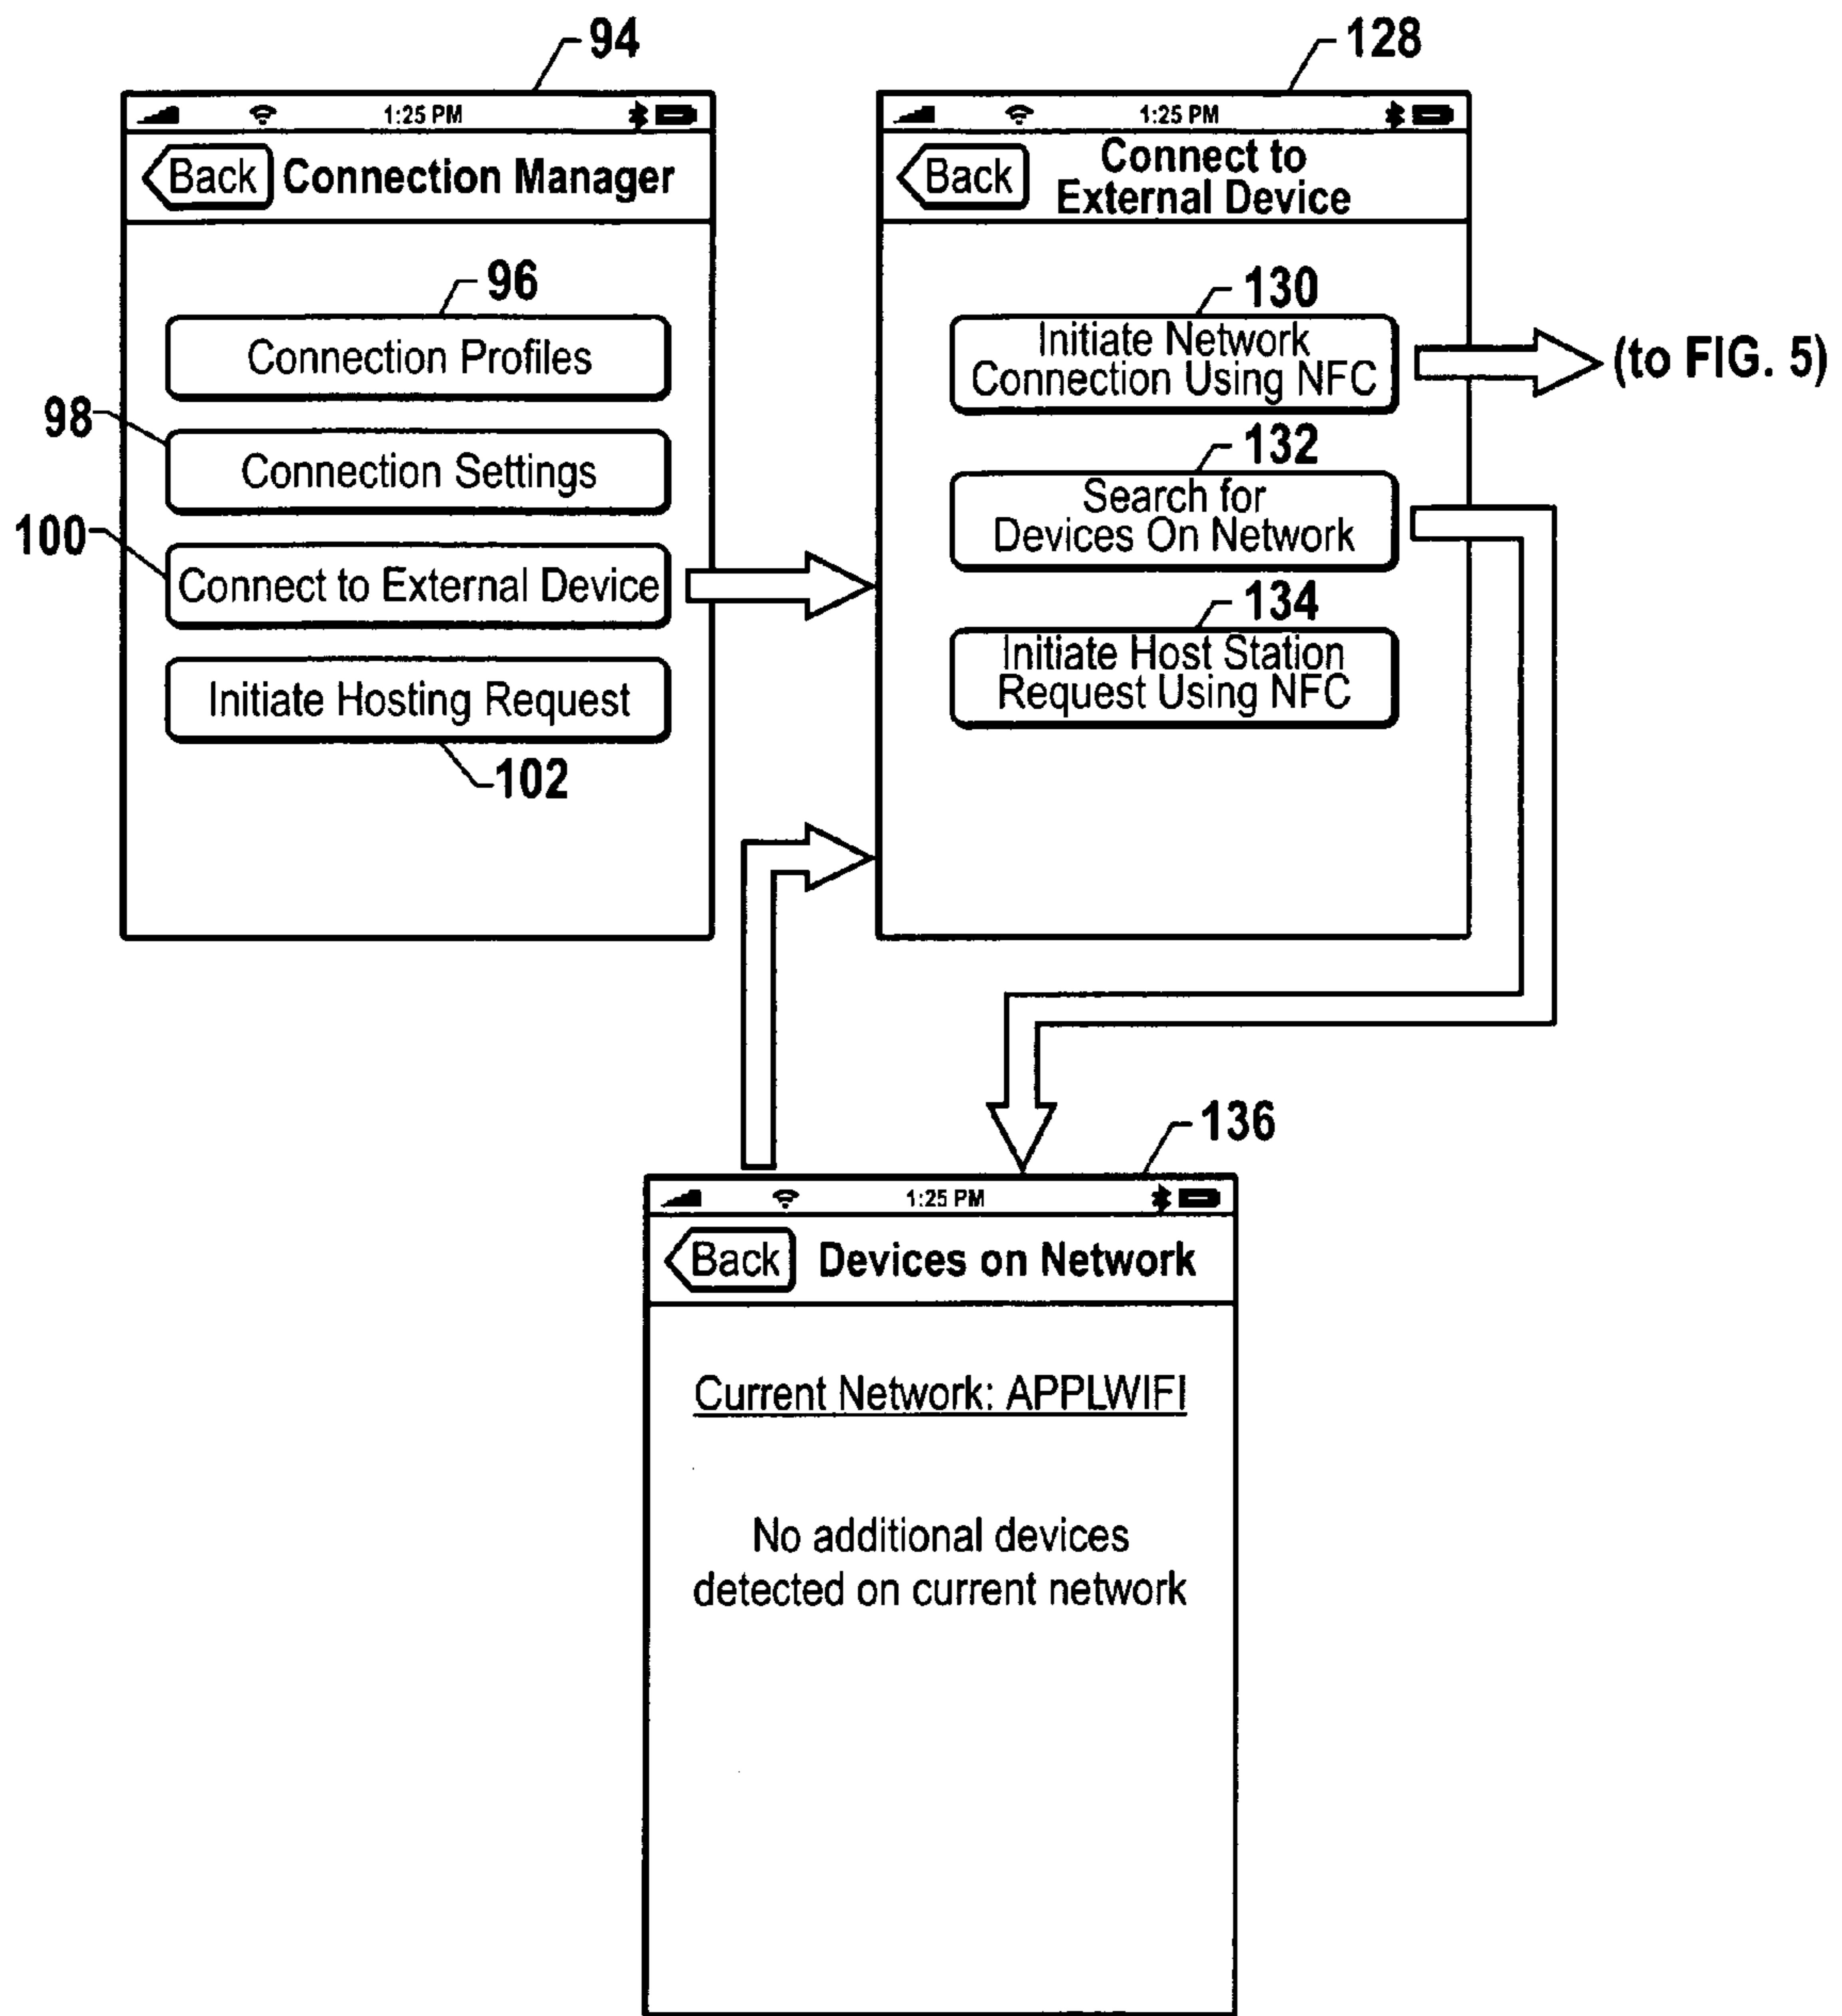 94
1:25 PM
Back
Connection Manager
96
Connection Profiles
98
Connection Settings
100
Connect to External Device
Initiate Hosting Request
102
128
1:25 PM
Back
Connect to
External Device
130
Initiate Network
Connection Using NFC
(to FIG. 5)
132
Search for
Devices On Network
134
Initiate Host Station
Request Using NFC
136
1:25 PM
Back
Devices on Network
Current Network: APPLWIFI
No additional devices
detected on current network